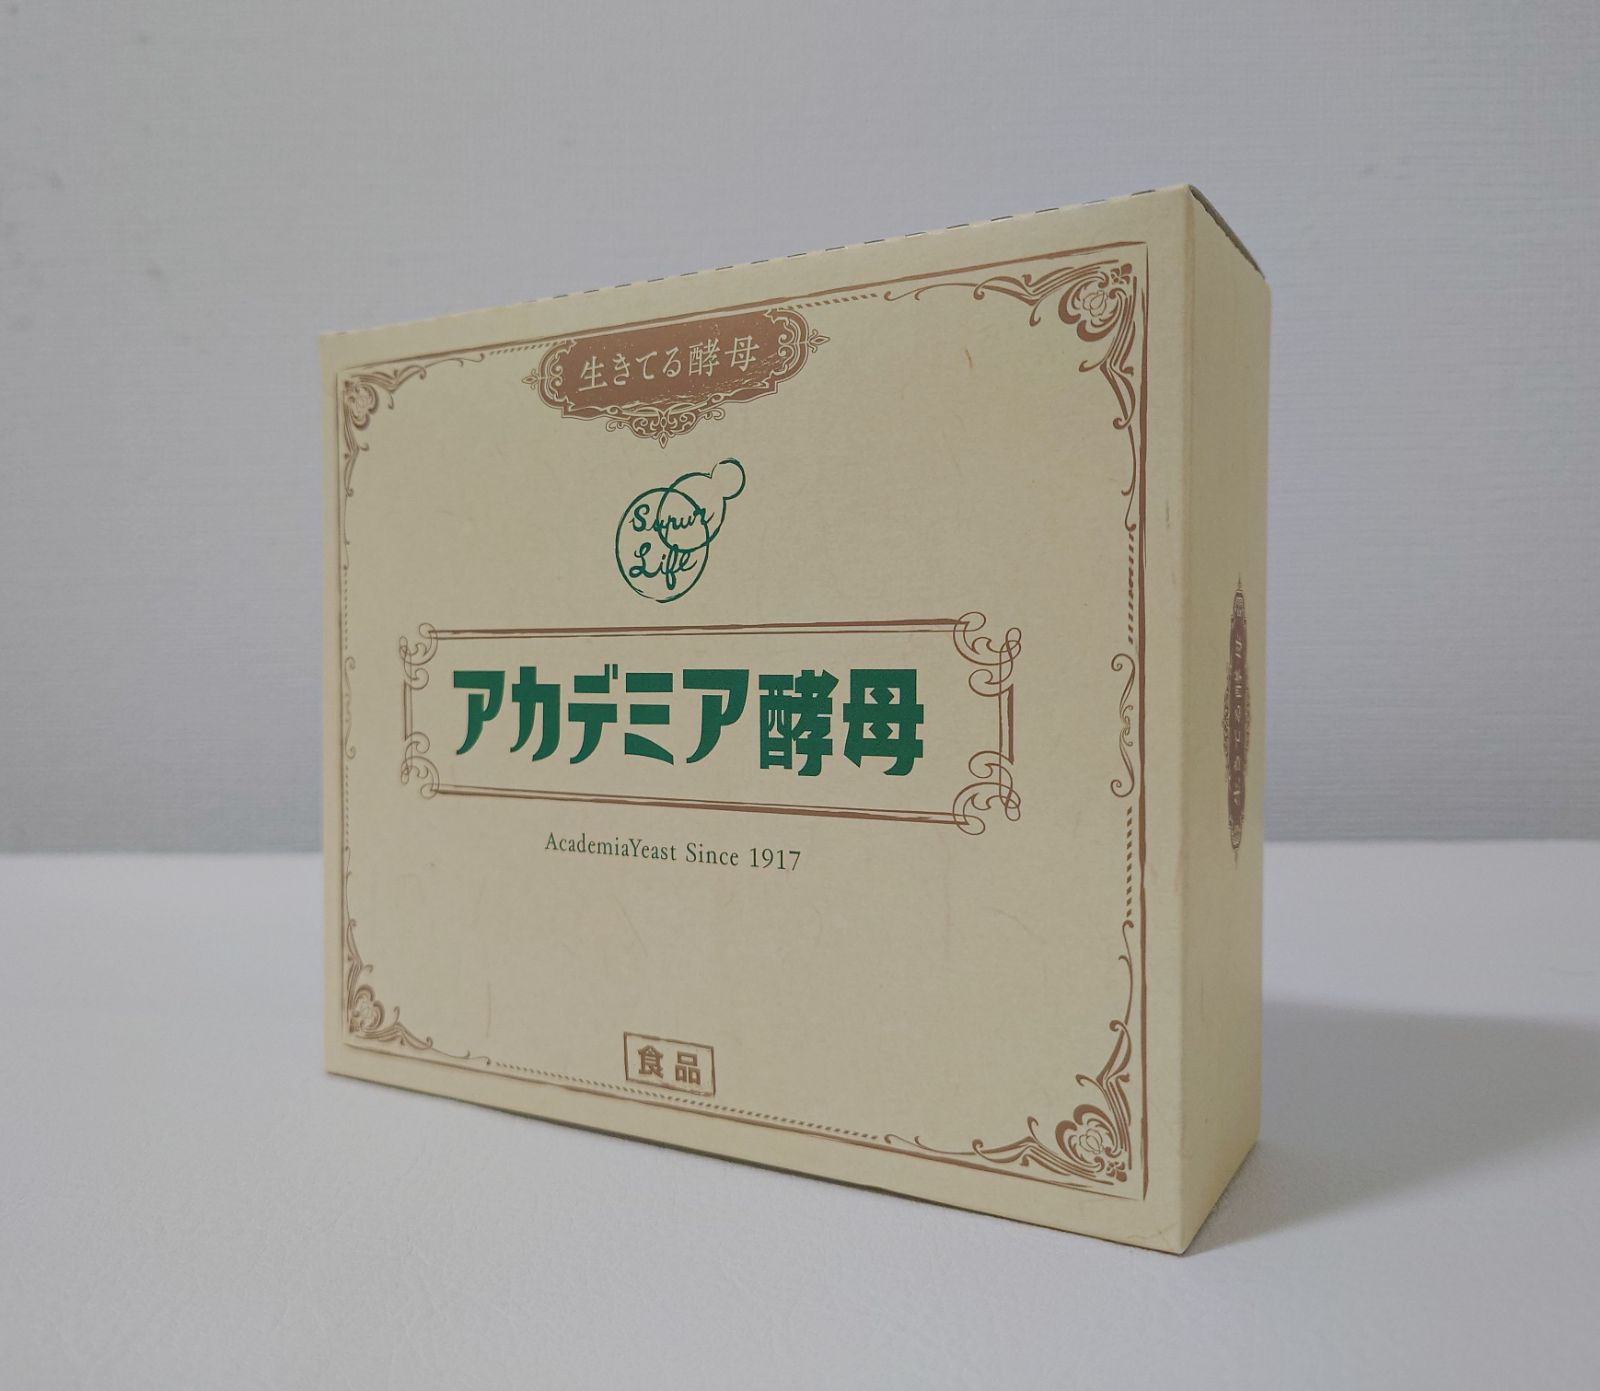 生きてる酵母
Supur
Life
アカデミア酵母
AcademiaYeast Since 1917
食品